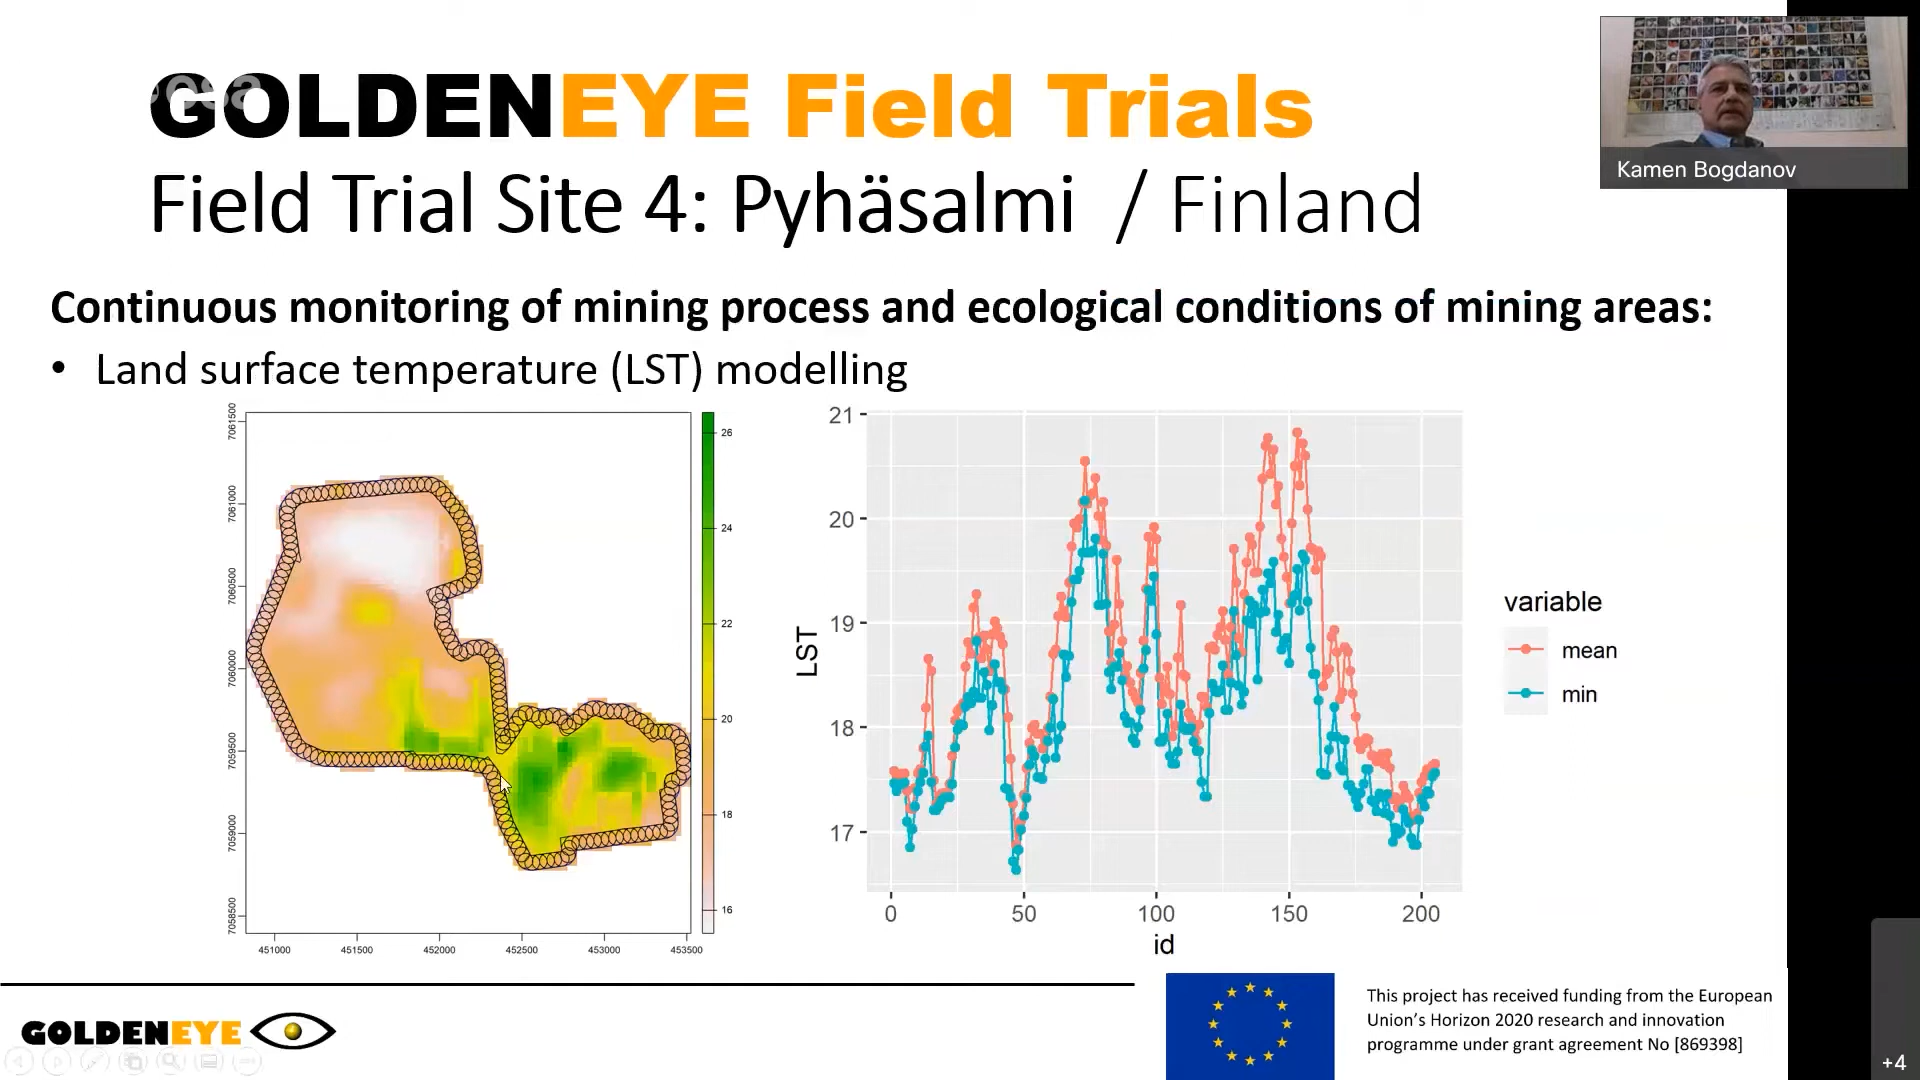 esa
GOLDENEYE Field Trials
Field Trial Site 4: Pyhäsalmi / Finland
Kamen Bogdanov
Continuous monitoring of mining process and ecological conditions of mining areas:
• Land surface temperature (LST) modelling
7061500
7061000
7060500
7060000
7059500
7059000
7058500
451000 451500 452000 452500 453000 453500
26
24
22
20
18
16
21
20
19
18
17
LST
0 50 100 150 200
id
variable
mean
min
GOLDENEYE
This project has received funding from the European
Union’s Horizon 2020 research and innovation
programme under grant agreement No [869398]
+4